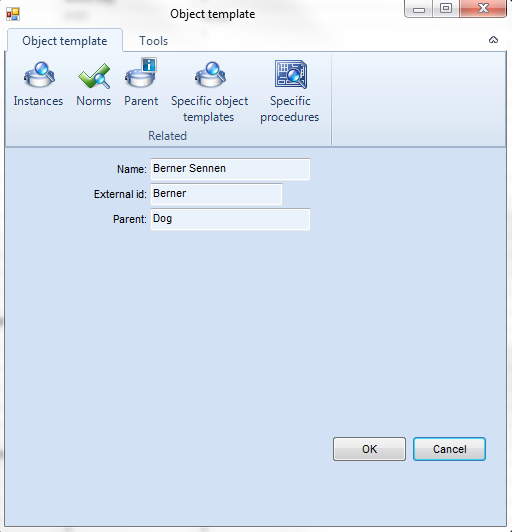 Object template
Object template Tools
Instances Norms Parent Specific object templates Specific procedures
Related
Name: Berner Sennen
External id: Berner
Parent: Dog
OK Cancel